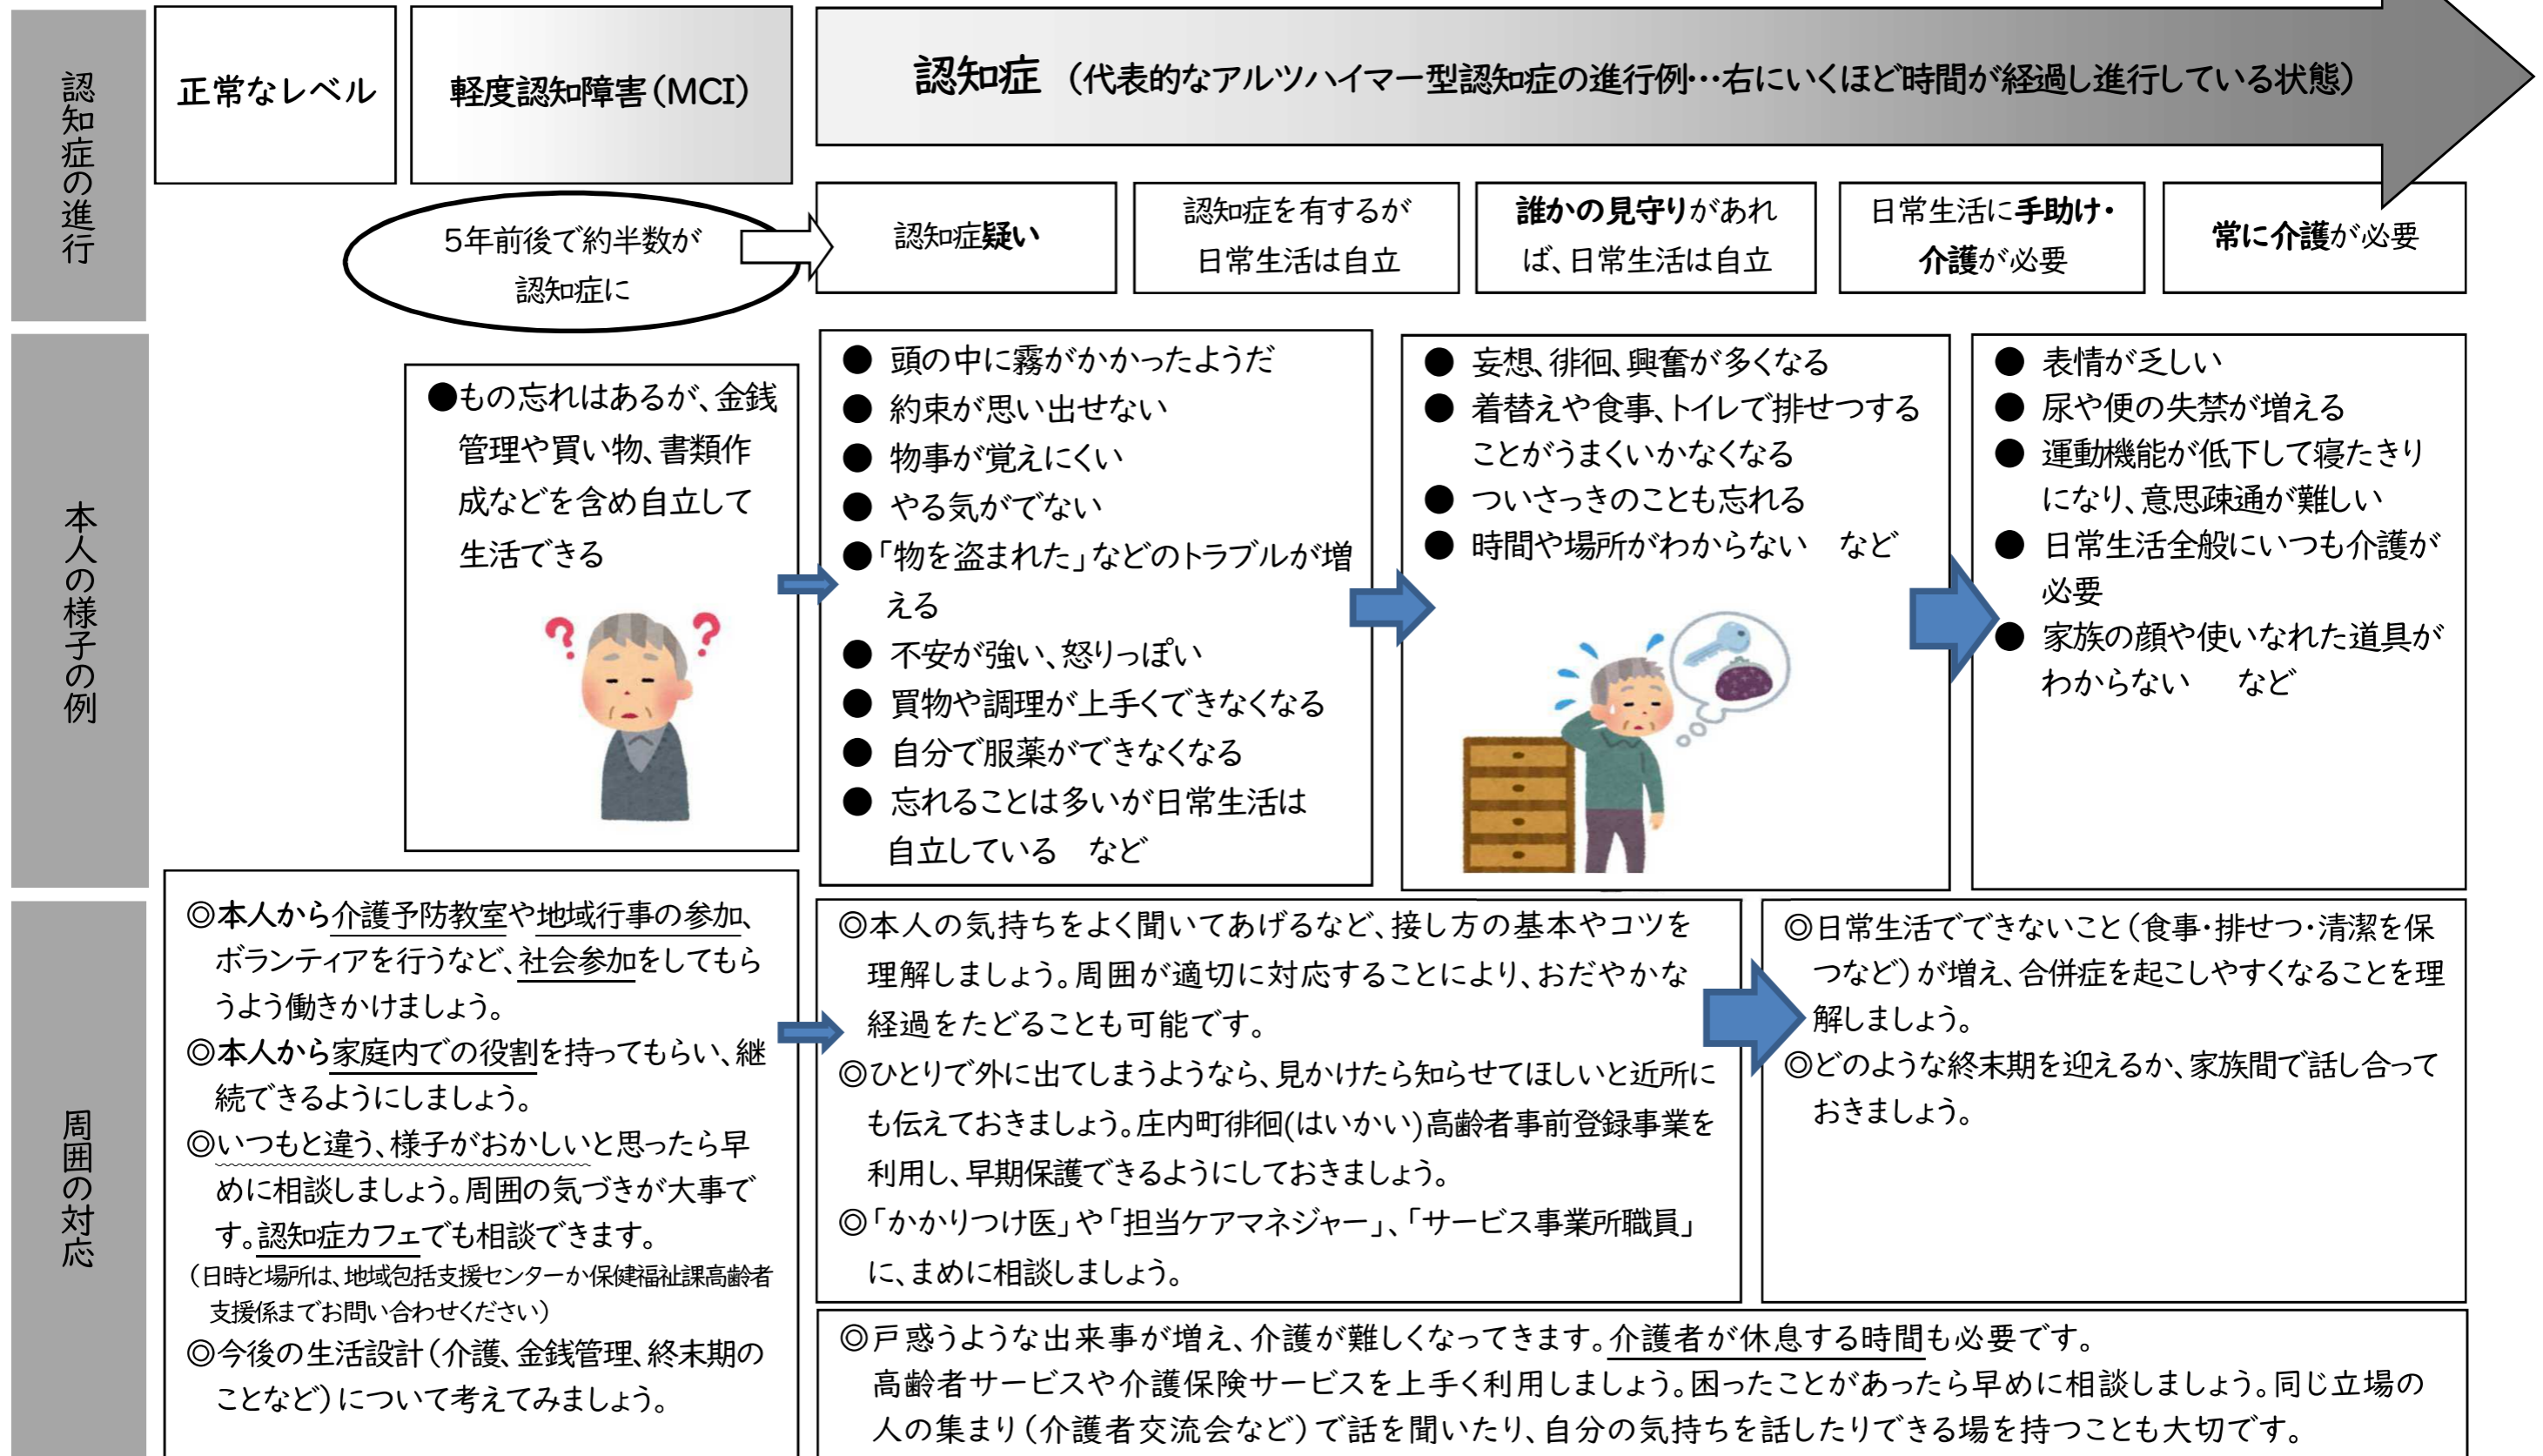 認知症の進行
正常なレベル
軽度認知障害(MCI)
認知症 (代表的なアルツハイマー型認知症の進行例…右にいくほど時間が経過し進行している状態)
5年前後で約半数が
認知症に
認知症疑い
認知症を有するが
日常生活は自立
誰かの見守りがあれ
ば、日常生活は自立
日常生活に手助け・
介護が必要
常に介護が必要
本人の様子の例
●もの忘れはあるが、金銭
管理や買い物、書類作
成などを含め自立して
生活できる
● 頭の中に霧がかかったようだ
● 約束が思い出せない
● 物事が覚えにくい
● やる気がでない
●「物を盗まれた」などのトラブルが増
える
● 不安が強い、怒りっぽい
● 買物や調理が上手くできなくなる
● 自分で服薬ができなくなる
● 忘れることは多いが日常生活は
自立している など
● 妄想、徘徊、興奮が多くなる
● 着替えや食事、トイレで排せつする
ことがうまくいかなくなる
● ついさっきのことも忘れる
● 時間や場所がわからない など
● 表情が乏しい
● 尿や便の失禁が増える
● 運動機能が低下して寝たきり
になり、意思疎通が難しい
● 日常生活全般にいつも介護が
必要
● 家族の顔や使いなれた道具が
わからない など
周囲の対応
◎本人から介護予防教室や地域行事の参加、
ボランティアを行うなど、社会参加をしてもら
うよう働きかけましょう。
◎本人から家庭内での役割を持ってもらい、継
続できるようにしましょう。
◎いつもと違う、様子がおかしいと思ったら早
めに相談しましょう。周囲の気づきが大事で
す。認知症カフェでも相談できます。
(日時と場所は、地域包括支援センターか保健福祉課高齢者
支援係までお問い合わせください)
◎今後の生活設計(介護、金銭管理、終末期の
ことなど)について考えてみましょう。
◎本人の気持ちをよく聞いてあげるなど、接し方の基本やコツを
理解しましょう。周囲が適切に対応することにより、おだやかな
経過をたどることも可能です。
◎ひとりで外に出てしまうようなら、見かけたら知らせてほしいと近所に
も伝えておきましょう。庄内町徘徊(はいかい)高齢者事前登録事業を
利用し、早期保護できるようにしておきましょう。
◎「かかりつけ医」や「担当ケアマネジャー」、「サービス事業所職員」
に、まめに相談しましょう。
◎日常生活でできないこと(食事・排せつ・清潔を保
つなど)が増え、合併症を起こしやすくなることを理
解しましょう。
◎どのような終末期を迎えるか、家族間で話し合って
おきましょう。
◎戸惑うような出来事が増え、介護が難しくなってきます。介護者が休息する時間も必要です。
高齢者サービスや介護保険サービスを上手く利用しましょう。困ったことがあったら早めに相談しましょう。同じ立場の
人の集まり(介護者交流会など)で話を聞いたり、自分の気持ちを話したりできる場を持つことも大切です。